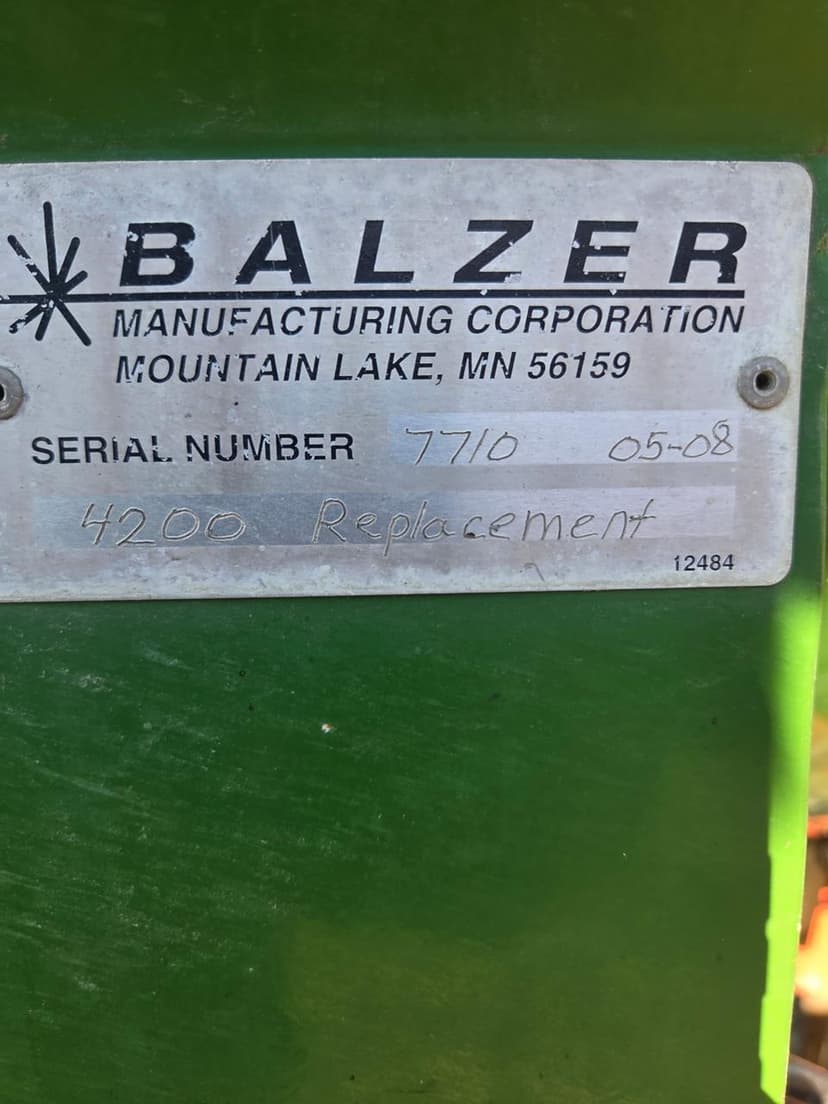 BALZER
MANUFACTURING CORPORATION
MOUNTAIN LAKE, MN 56159
SERIAL NUMBER 7710 05-08
4200 Replacement
12484